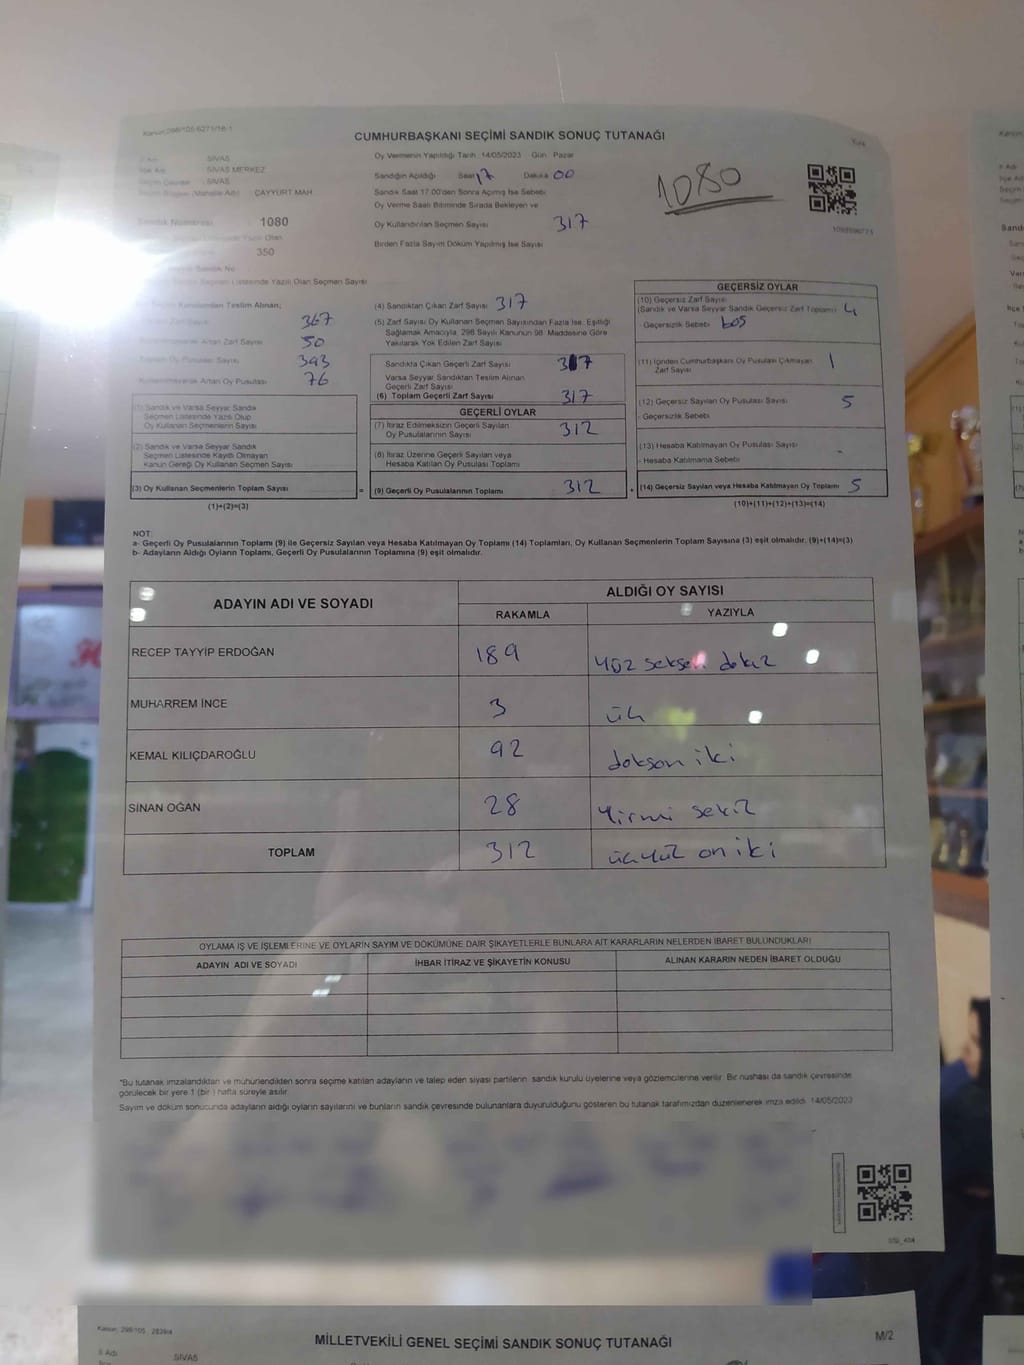 Kanun:298/105/6271/16/1
CUMHURBAŞKANI SEÇİMİ SANDIK SONUÇ TUTANAĞI
İl Adı SİVAS
İlçe Adı SİVAS MERKEZ
SİVAS
(Mahalle Adı) : ÇAYYURT MAH.
Sandık Numarası 1080
350
Sandık No
Seçmen Listesinde Yazılı Olan Seçmen Sayısı
Oy Vermenin Yapıldığı Tarih :14/05/2023 Gün : Pazar
Sandığın Açıldığı Saat 17 Dakika 00
Sandık Saat 17.00'den Sonra Açılmış İse Sebebi
Oy Verme Saati Bitiminde Sırada Bekleyen ve
Oy Kullandırılan Seçmen Sayısı 317
Birden Fazla Sayım Döküm Yapılmış İse Sayısı
1080
Teslim Alınan;
367
Artan Zarf Sayısı 50
Oy Pusulası Sayısı 393
Artan Oy Pusulası 76
(1) Sandık ve Varsa Seyyar Sandık
Seçmen Listesinde Yazılı Olup
Oy Kullanan Seçmenlerin Sayısı
(2) Sandık ve Varsa Seyyar Sandık
Seçmen Listesinde Kayıtlı Olmayan
Kanun Gereği Oy Kullanan Seçmen Sayısı
(3) Oy Kullanan Seçmenlerin Toplam Sayısı
(1)+(2)=(3)
(4) Sandıktan Çıkan Zarf Sayısı 317
(5) Zarf Sayısı Oy Kullanan Seçmen Sayısından Fazla İse, Eşitliği
Sağlamak Amacıyla, 298 Sayılı Kanunun 98. Maddesine Göre
Yakılarak Yok Edilen Zarf Sayısı
Sandıkta Çıkan Geçerli Zarf Sayısı 317
Varsa Seyyar Sandıktan Teslim Alınan
Geçerli Zarf Sayısı
(6) Toplam Geçerli Zarf Sayısı 317
GEÇERLİ OYLAR
(7) İtiraz Edilmeksizin Geçerli Sayılan
Oy Pusulalarının Sayısı 312
(8) İtiraz Üzerine Geçerli Sayılan veya
Hesaba Katılan Oy Pusulası Toplamı
= (9) Geçerli Oy Pusulalarının Toplamı 312
GEÇERSİZ OYLAR
(10) Geçersiz Zarf Sayısı
(Sandık ve Varsa Seyyar Sandık Geçersiz Zarf Toplamı) 4
- Geçersizlik Sebebi boş
(11) İçinden Cumhurbaşkanı Oy Pusulası Çıkmayan
Zarf Sayısı 1
(12) Geçersiz Sayılan Oy Pusulası Sayısı 5
- Geçersizlik Sebebi
(13) Hesaba Katılmayan Oy Pusulası Sayısı
- Hesaba Katılmama Sebebi -
+ (14) Geçersiz Sayılan veya Hesaba Katılmayan Oy Toplamı 5
(10)+(11)+(12)+(13)=(14)
NOT:
a- Geçerli Oy Pusulalarının Toplamı (9) ile Geçersiz Sayılan veya Hesaba Katılmayan Oy Toplamı (14) Toplamları, Oy Kullanan Seçmenlerin Toplam Sayısına (3) eşit olmalıdır. (9)+(14)=(3)
b- Adayların Aldığı Oyların Toplamı, Geçerli Oy Pusulalarının Toplamına (9) eşit olmalıdır.
ADAYIN ADI VE SOYADI
ALDIĞI OY SAYISI
RAKAMLA YAZIYLA
RECEP TAYYİP ERDOĞAN 189 yüz seksen dokuz
MUHARREM İNCE 3 üç
KEMAL KILIÇDAROĞLU 92 doksan iki
SİNAN OĞAN 28 yirmi sekiz
TOPLAM 312 üçyüz on iki
OYLAMA İŞ VE İŞLEMLERİNE VE OYLARIN SAYIM VE DÖKÜMÜNE DAİR ŞİKAYETLERLE BUNLARA AİT KARARLARIN NELERDEN İBARET BULUNDUKLARI
ADAYIN ADI VE SOYADI İHBAR İTİRAZ VE ŞİKAYETİN KONUSU ALINAN KARARIN NEDEN İBARET OLDUĞU
*Bu tutanak imzalandıktan ve mühürlendikten sonra seçime katılan adayların ve talep eden siyasi partilerin sandık kurulu üyelerine veya gözlemcilerine verilir. Bir nüshası da sandık çevresinde
görülecek bir yere 1 (bir ) hafta süreyle asılır.
Sayım ve döküm sonucunda adayların aldığı oyların sayılarını ve bunların sandık çevresinde bulunanlara duyurulduğunu gösteren bu tutanak tarafımızdan düzenlenerek imza edildi. 14/05/2023
Kanun: 298/105 2839/4
MİLLETVEKİLİ GENEL SEÇİMİ SANDIK SONUÇ TUTANAĞI
M/2
İl Adı SİVAS